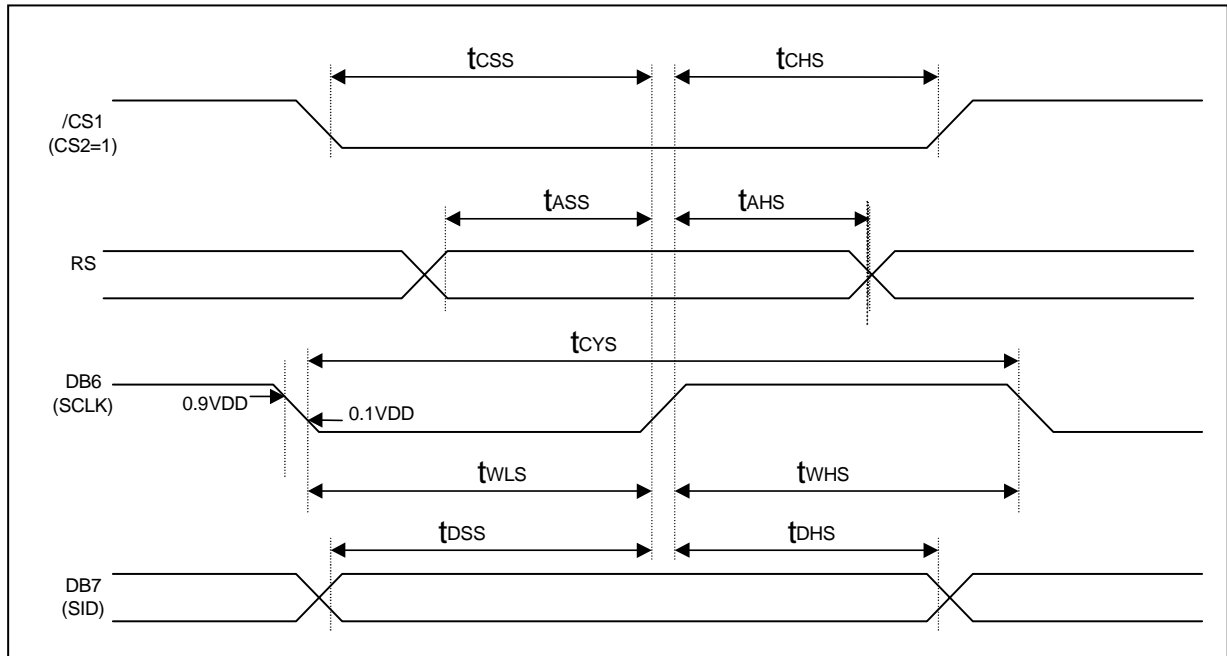 tCSS
tCHS
/CS1
(CS2=1)
tASS
tAHS
RS
tCYS
DB6
(SCLK)
0.9VDD
0.1VDD
tWLS
tWHS
tDSS
tDHS
DB7
(SID)